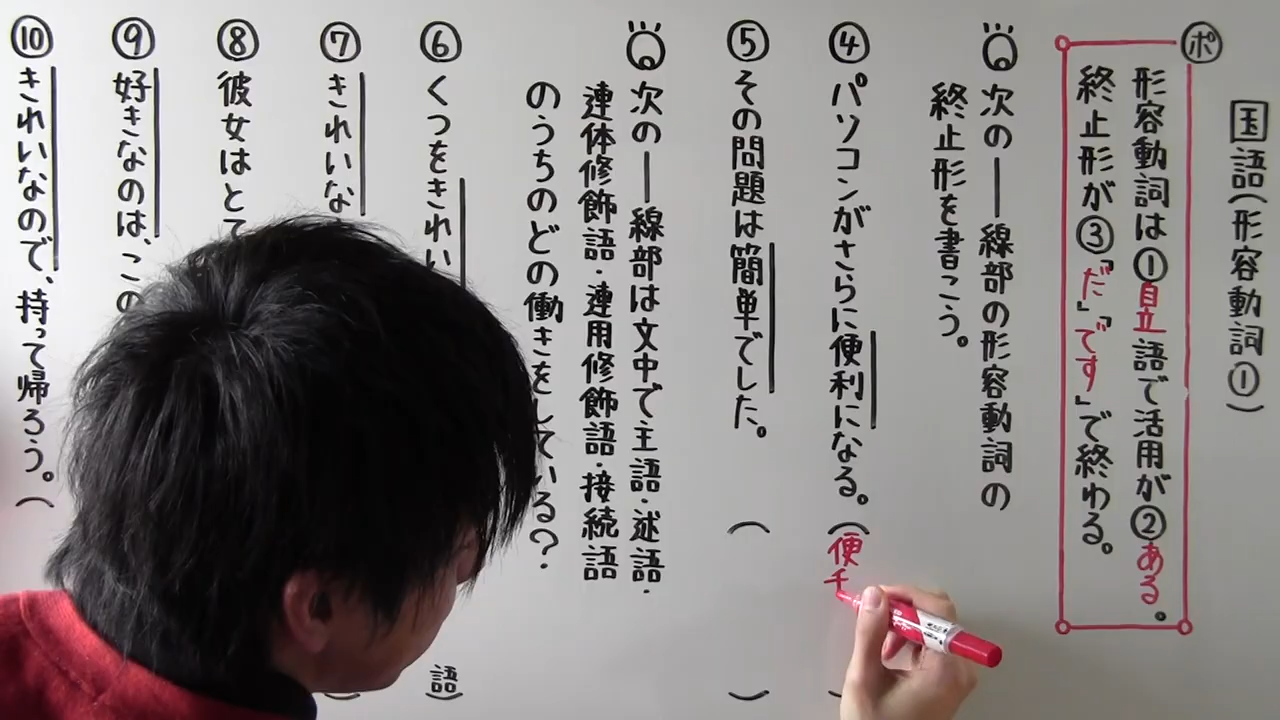 国語(形容動詞①)
ポ
形容動詞は①自立語で活用が②ある。
終止形が③「だ」「です」で終わる。
Q 次の―線部の形容動詞の
終止形を書こう。
④パソコンがさらに便利になる。(便
⑤その問題は簡単でした。( )
Q 次の―線部は文中で主語・述語・
連体修飾語・連用修飾語・接続語
のうちのどの働きをしている?
⑥くつをきれい
語)
⑦きれいな
)
⑧彼女はとて
⑨好きなのは、この
⑩きれいなので、持って帰ろう。(